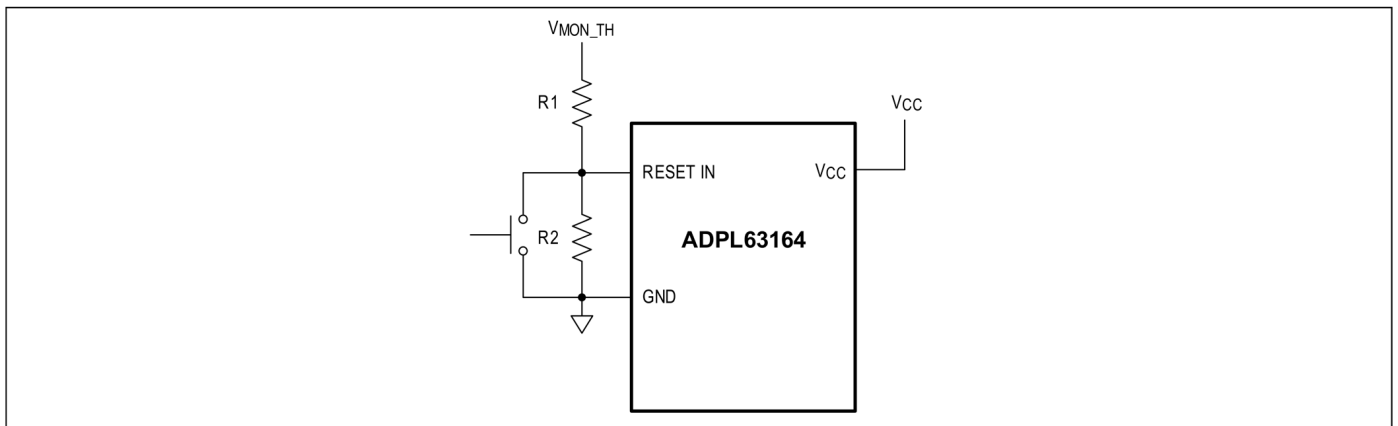 VMON_TH
R1
VCC
RESET IN
VCC
R2
ADPL63164
GND